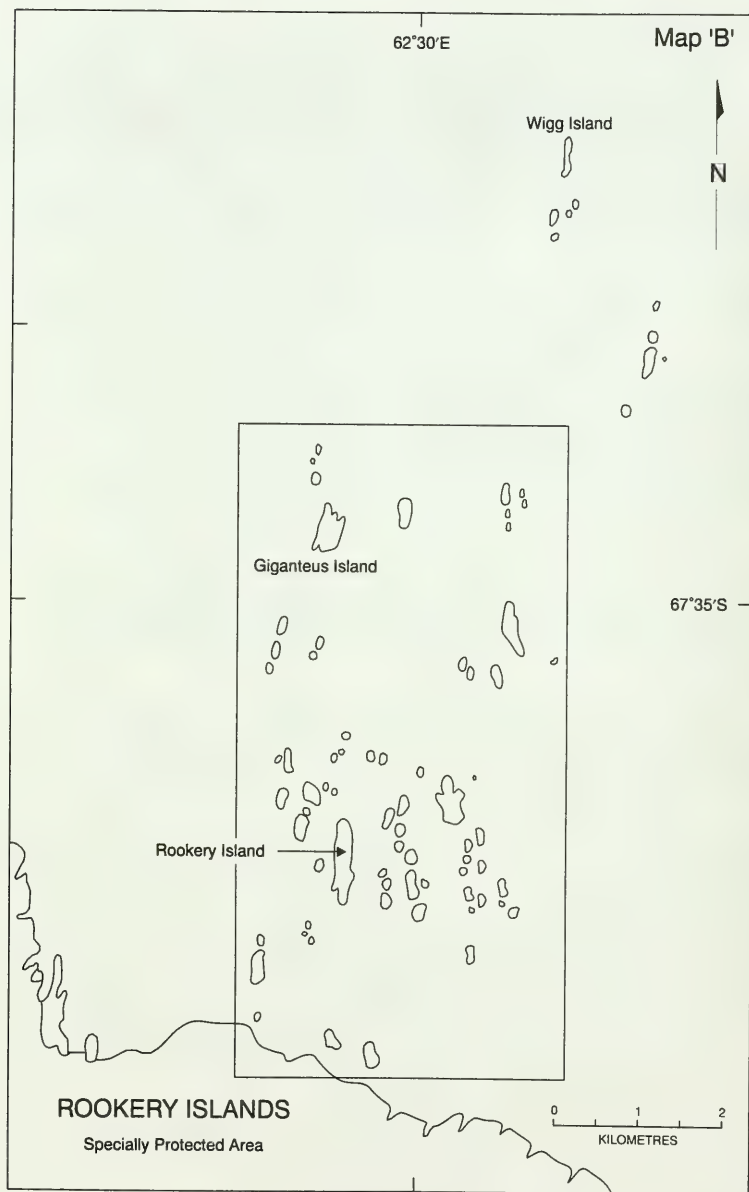 62°30'E
Map 'B'
Wigg Island
N
Giganteus Island
67°35'S
Rookery Island
ROOKERY ISLANDS
Specially Protected Area
0 1 2
KILOMETRES